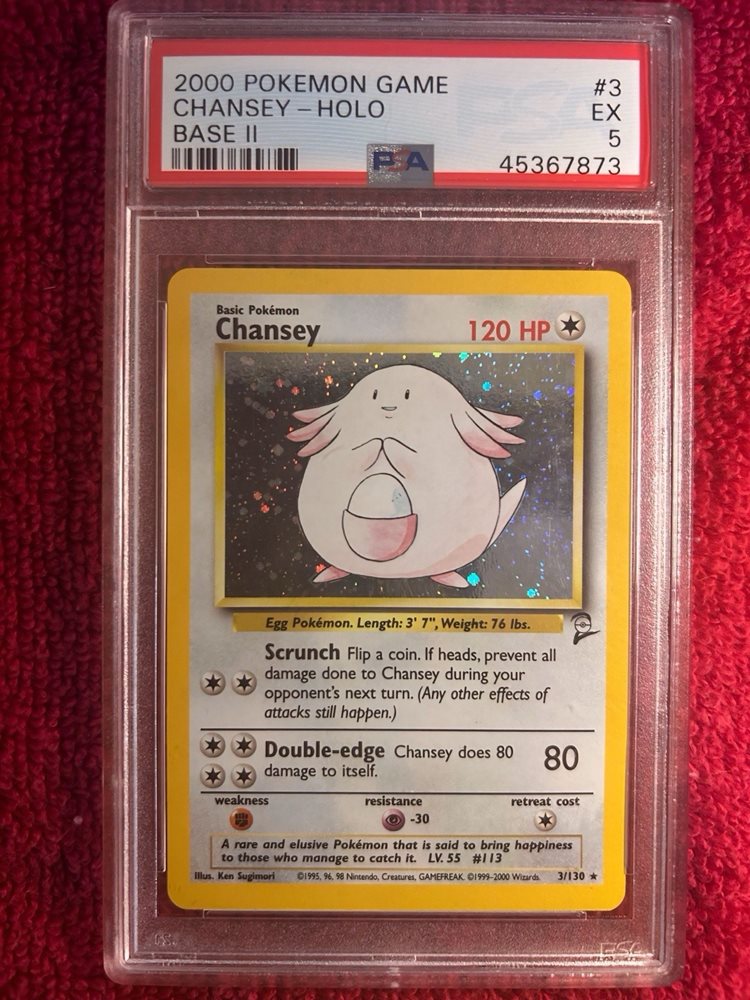 2000 POKEMON GAME #3
CHANSEY – HOLO EX
BASE II 5
PSA 45367873
Basic Pokémon
Chansey 120 HP
Egg Pokémon. Length: 3' 7", Weight: 76 lbs.
Scrunch Flip a coin. If heads, prevent all
damage done to Chansey during your
opponent's next turn. (Any other effects of
attacks still happen.)
Double-edge Chansey does 80 80
damage to itself.
weakness resistance retreat cost
-30
A rare and elusive Pokémon that is said to bring happiness
to those who manage to catch it. LV. 55 #113
Illus. Ken Sugimori ©1995, 96, 98 Nintendo, Creatures, GAMEFREAK. ©1999-2000 Wizards. 3/130 ★